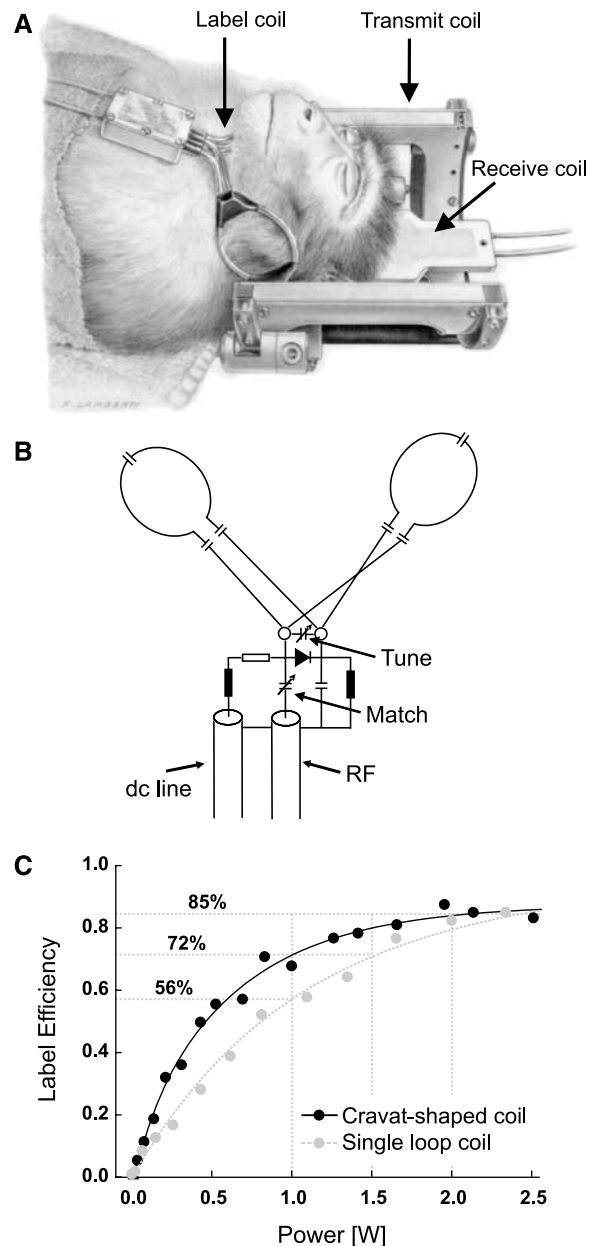 A
Label coil
Transmit coil
Receive coil
K. LAMBERTY
B
Tune
Match
dc line
RF
C
1.0
0.8
0.6
0.4
0.2
0.0
Label Efficiency
85%
72%
56%
Cravat-shaped coil
Single loop coil
0.0 0.5 1.0 1.5 2.0 2.5
Power [W]